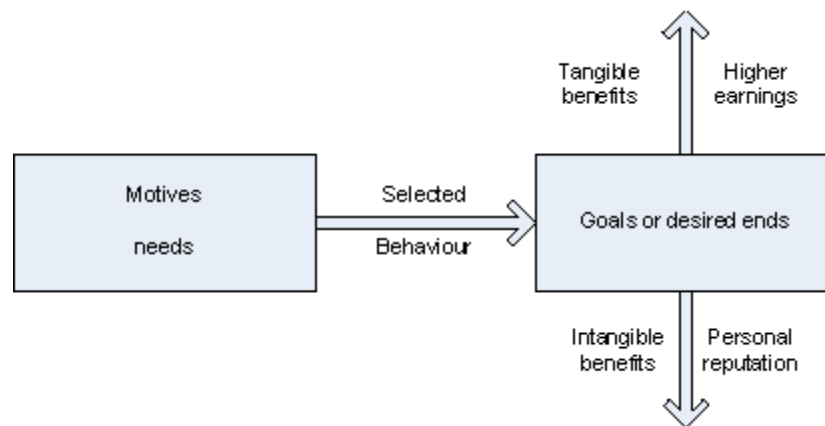 Tangible benefits
Higher earnings
Motives
needs
Selected
Behaviour
Goals or desired ends
Intangible benefits
Personal reputation